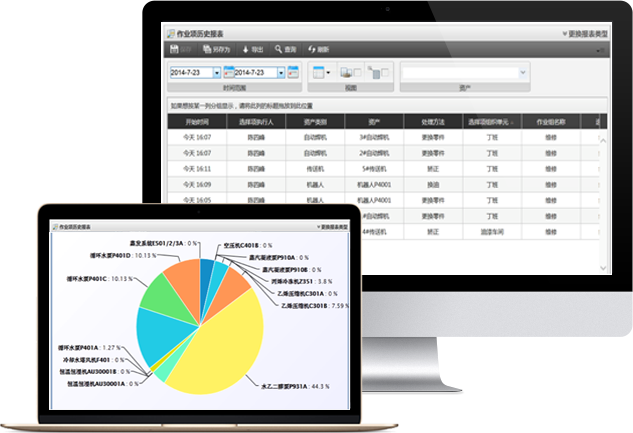 作业项历史报表
更换报表类型
保存 另存为 导出 查询 刷新
2014-7-23 2014-7-23
时间范围 视图 资产
如果想按某一列分组显示，请将此列的标题拖放到此位置
开始时间 选择项执行人 资产类别 资产 处理方法 选择项组织单元 作业组名称
今天 16:07 陈四峰 自动焊机 3#自动焊机 更换零件 丁班 维修
今天 16:07 陈四峰 自动焊机 2#自动焊机 更换零件 丁班 维修
今天 16:11 陈四峰 传送机 5#传送机 矫正 丁班 维修
今天 16:09 陈四峰 机器人 机器人P4001 换油 丁班 维修
今天 16:05 陈四峰 机器人 机器人P4001 更换零件 丁班 维修
#自动焊机 更换零件 丁班 维修
4#传送机 矫正 油漆车间 维修
作业项历史报表
更换报表类型
蒸发系统E501/2/3A : 0 %
空压机C401B : 0 %
循环水泵P401D : 10.13 %
蒸汽凝液泵P910A : 0 %
蒸汽凝液泵P910B : 0 %
循环水泵P401C : 10.13 %
丙烯冷冻机Z351 : 3.8 %
乙烯压缩机C301A : 0 %
乙烯压缩机C301B : 7.59 %
循环水泵P401A : 1.27 %
冷却水塔风机F401 : 0 %
恒温恒湿机AU30001B : 0 %
恒温恒湿机AU30001A : 0 %
水乙二醇泵P931A : 44.3 %